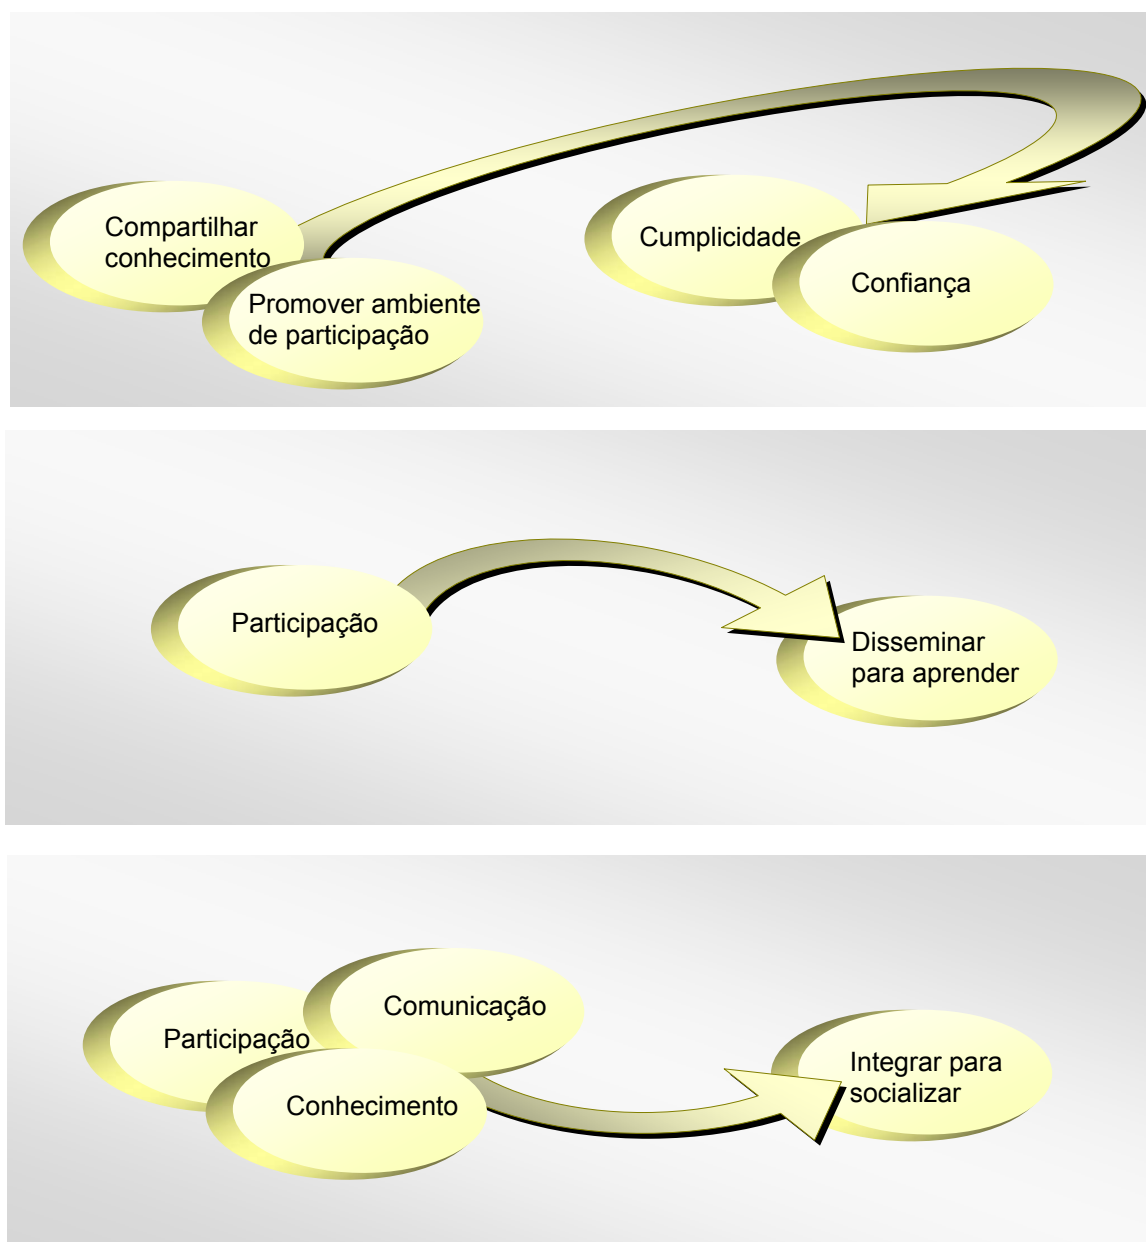 Compartilhar
conhecimento
Promover ambiente
de participação
Cumplicidade
Confiança
Participação
Disseminar
para aprender
Comunicação
Participação
Conhecimento
Integrar para
socializar